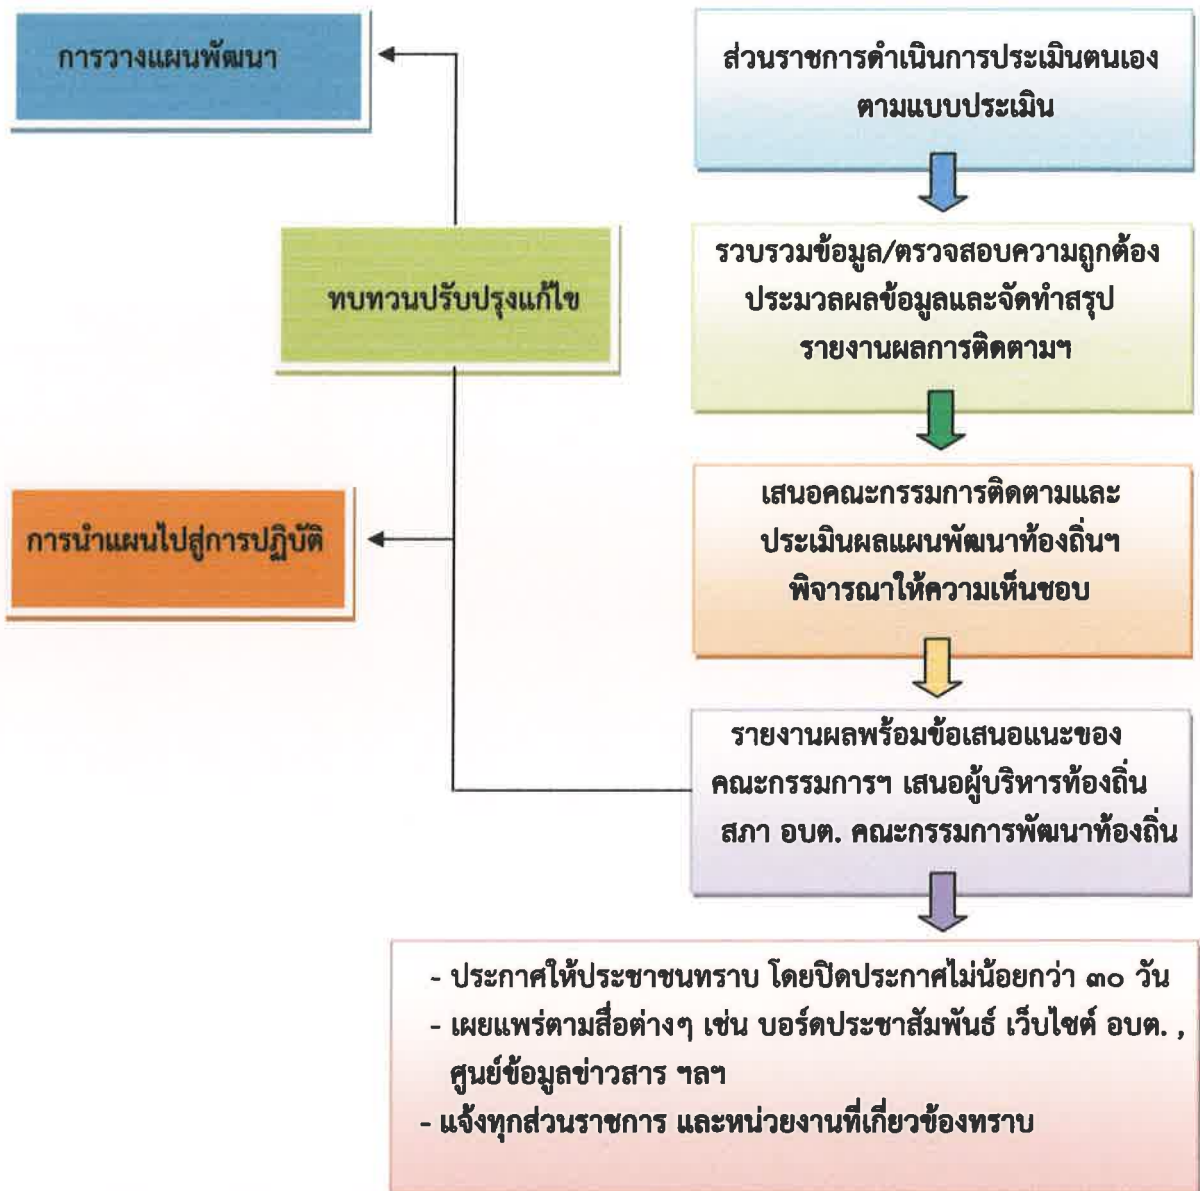 การวางแผนพัฒนา
ส่วนราชการดำเนินการประเมินตนเอง
ตามแบบประเมิน
ทบทวนปรับปรุงแก้ไข
รวบรวมข้อมูล/ตรวจสอบความถูกต้อง
ประมวลผลข้อมูลและจัดทำสรุป
รายงานผลการติดตามฯ
การนำแผนไปสู่การปฏิบัติ
เสนอคณะกรรมการติดตามและ
ประเมินผลแผนพัฒนาท้องถิ่นฯ
พิจารณาให้ความเห็นชอบ
รายงานผลพร้อมข้อเสนอแนะของ
คณะกรรมการฯ เสนอผู้บริหารท้องถิ่น
สภา อบต. คณะกรรมการพัฒนาท้องถิ่น
- ประกาศให้ประชาชนทราบ โดยปิดประกาศไม่น้อยกว่า ๓๐ วัน
- เผยแพร่ตามสื่อต่างๆ เช่น บอร์ดประชาสัมพันธ์ เว็บไซต์ อบต. ,
ศูนย์ข้อมูลข่าวสาร ฯลฯ
- แจ้งทุกส่วนราชการ และหน่วยงานที่เกี่ยวข้องทราบ